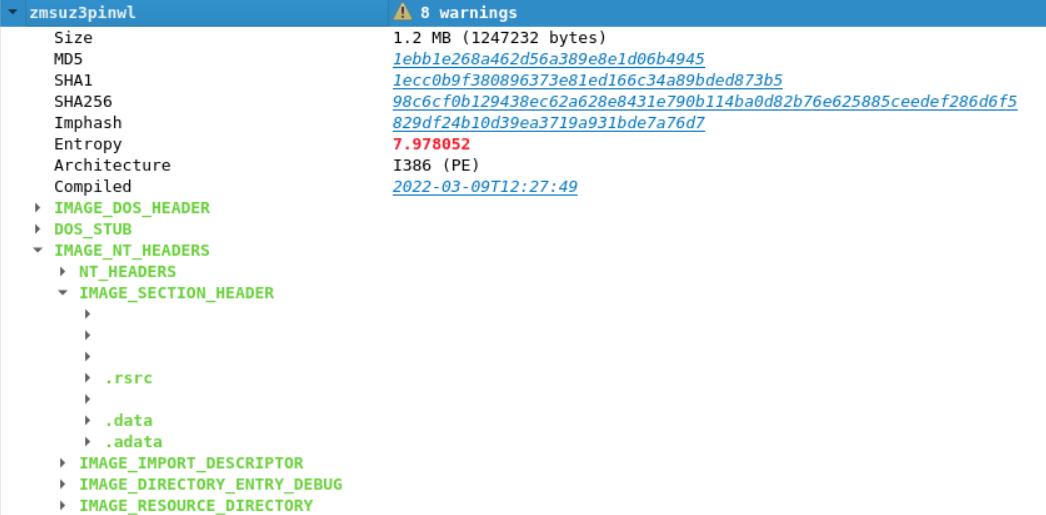 zmsuz3pinwl 8 warnings
Size 1.2 MB (1247232 bytes)
MD5 1ebb1e268a462d56a389e8e1d06b4945
SHA1 1ecc0b9f380896373e81ed166c34a89bded873b5
SHA256 98c6cf0b129438ec62a628e8431e790b114ba0d82b76e625885ceedef286d6f5
Imphash 829df24b10d39ea3719a931bde7a76d7
Entropy 7.978052
Architecture I386 (PE)
Compiled 2022-03-09T12:27:49
IMAGE_DOS_HEADER
DOS_STUB
IMAGE_NT_HEADERS
NT_HEADERS
IMAGE_SECTION_HEADER
.rsrc
.data
.adata
IMAGE_IMPORT_DESCRIPTOR
IMAGE_DIRECTORY_ENTRY_DEBUG
IMAGE_RESOURCE_DIRECTORY